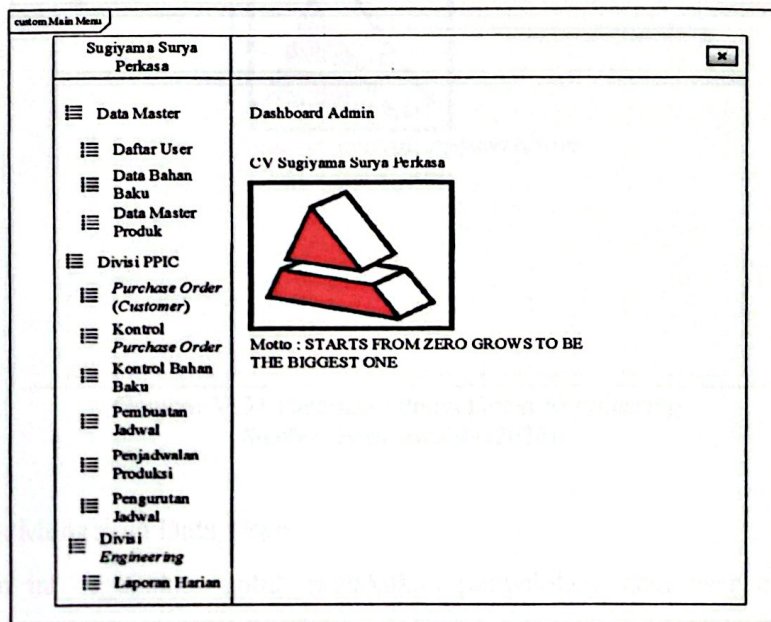 custom Main Menu
Sugiyama Surya
Perkasa
Data Master
Daftar User
Data Bahan
Baku
Data Master
Produk
Divisi PPIC
Purchase Order
(Customer)
Kontrol
Purchase Order
Kontrol Bahan
Baku
Pembuatan
Jadwal
Penjadwalan
Produksi
Pengurutan
Jadwal
Divisi
Engineering
Laporan Harian
Dashboard Admin
CV Sugiyama Surya Perkasa
Motto : STARTS FROM ZERO GROWS TO BE
THE BIGGEST ONE